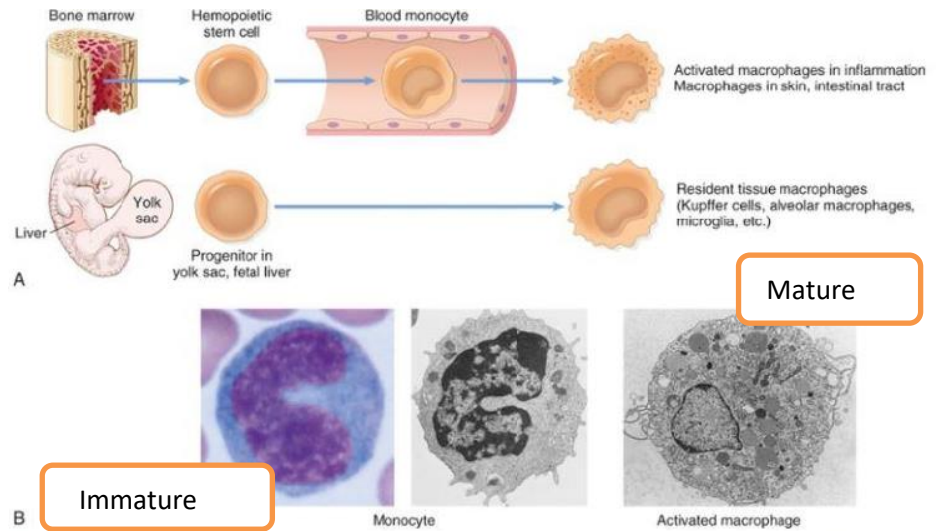 Bone marrow
Hemopoietic
stem cell
Blood monocyte
Activated macrophages in inflammation
Macrophages in skin, intestinal tract
Yolk
sac
Liver
Progenitor in
yolk sac, fetal liver
Resident tissue macrophages
(Kupffer cells, alveolar macrophages,
microglia, etc.)
A
Mature
Immature
B
Monocyte
Activated macrophage